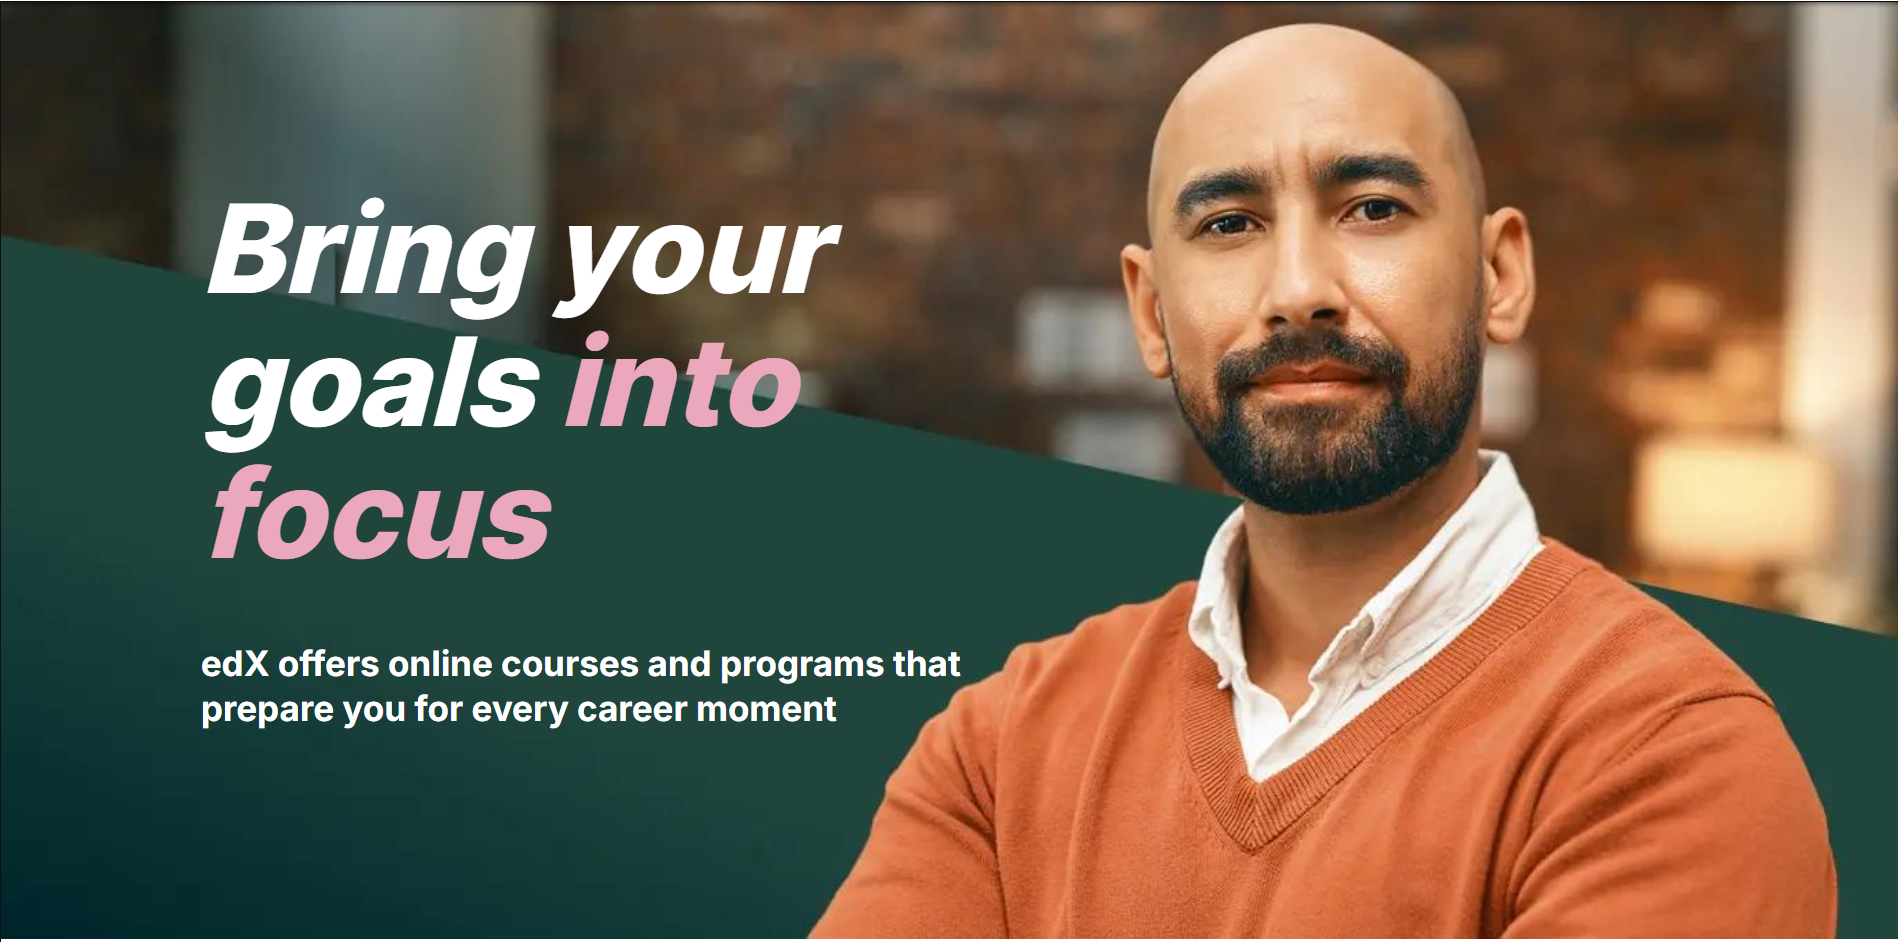 Bring your
goals into
focus
edX offers online courses and programs that
prepare you for every career moment